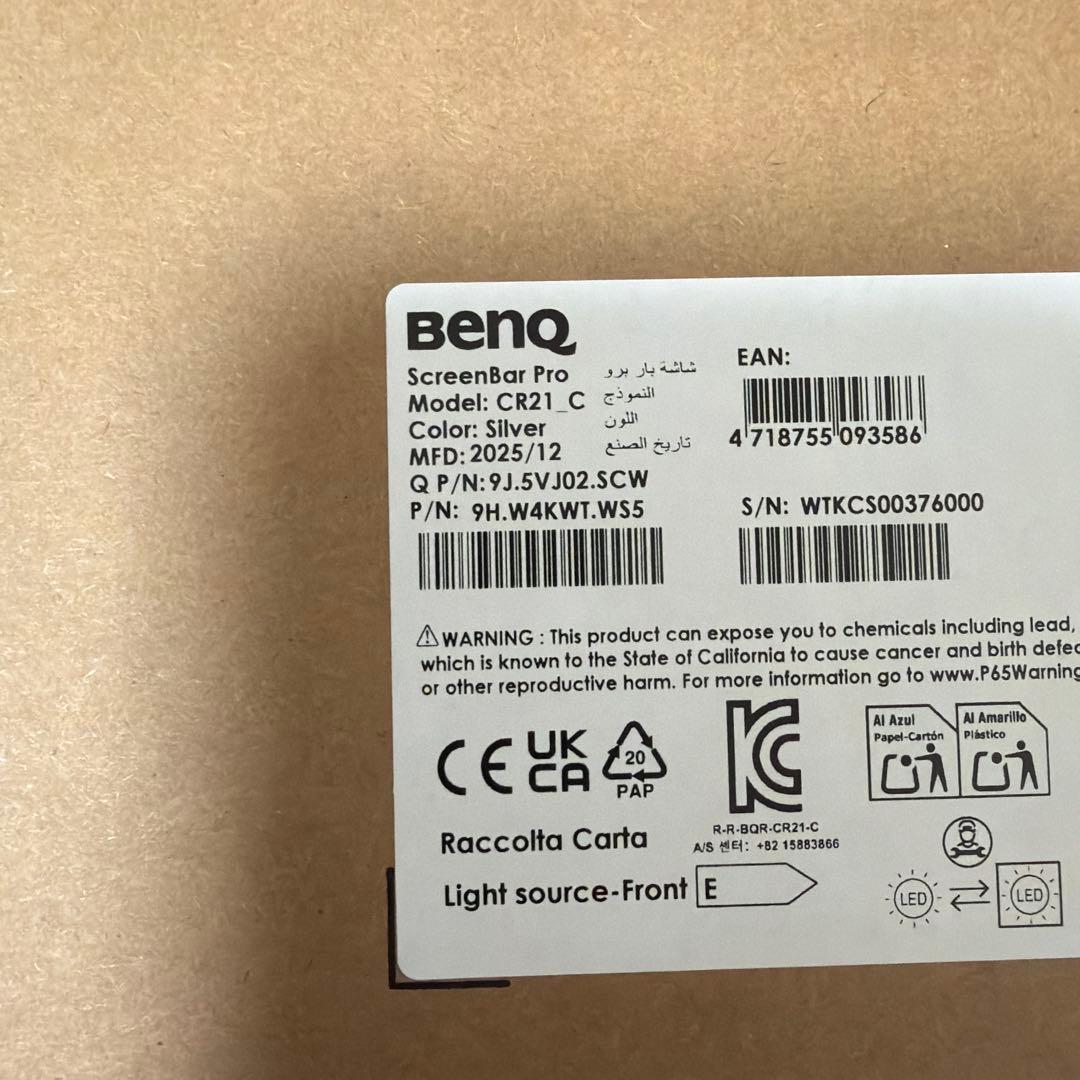 BenQ
ScreenBar Pro شاشة بار برو
Model: CR21_C النموذج
Color: Silver اللون
MFD: 2025/12 تاريخ الصنع
Q P/N: 9J.5VJ02.SCW
P/N: 9H.W4KWT.WS5
EAN:
4 718755 093586
S/N: WTKCS00376000
WARNING : This product can expose you to chemicals including lead,
which is known to the State of California to cause cancer and birth defec
or other reproductive harm. For more information go to www.P65Warning
CE UK CA 20 PAP
KC
R-R-BQR-CR21-C
A/S 센터: +82 15883866
Al Azul
Papel-Cartón
Al Amarillo
Plástico
Raccolta Carta
Light source-Front E
LED LED